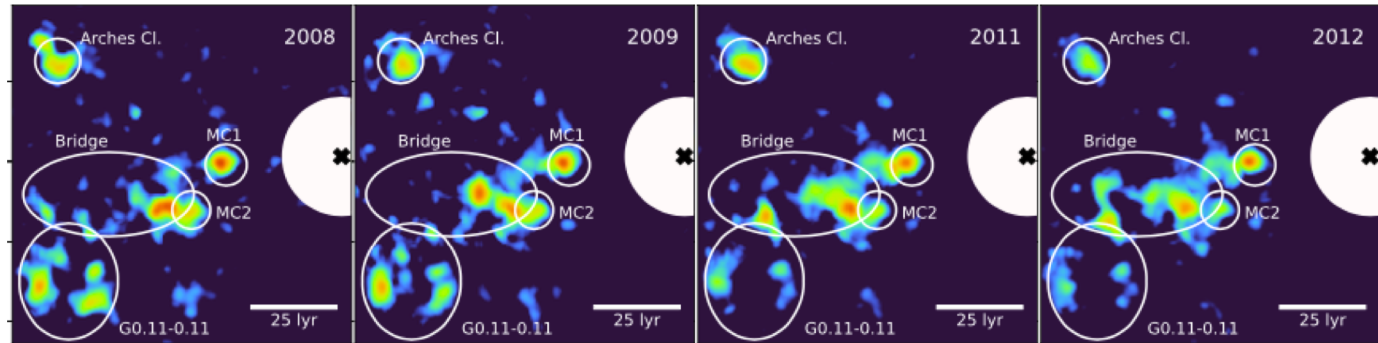 Arches Cl.
2008
Bridge
MC1
MC2
25 lyr
G0.11-0.11
Arches Cl.
2009
Bridge
MC1
MC2
25 lyr
G0.11-0.11
Arches Cl.
2011
Bridge
MC1
MC2
25 lyr
G0.11-0.11
Arches Cl.
2012
Bridge
MC1
MC2
25 lyr
G0.11-0.11